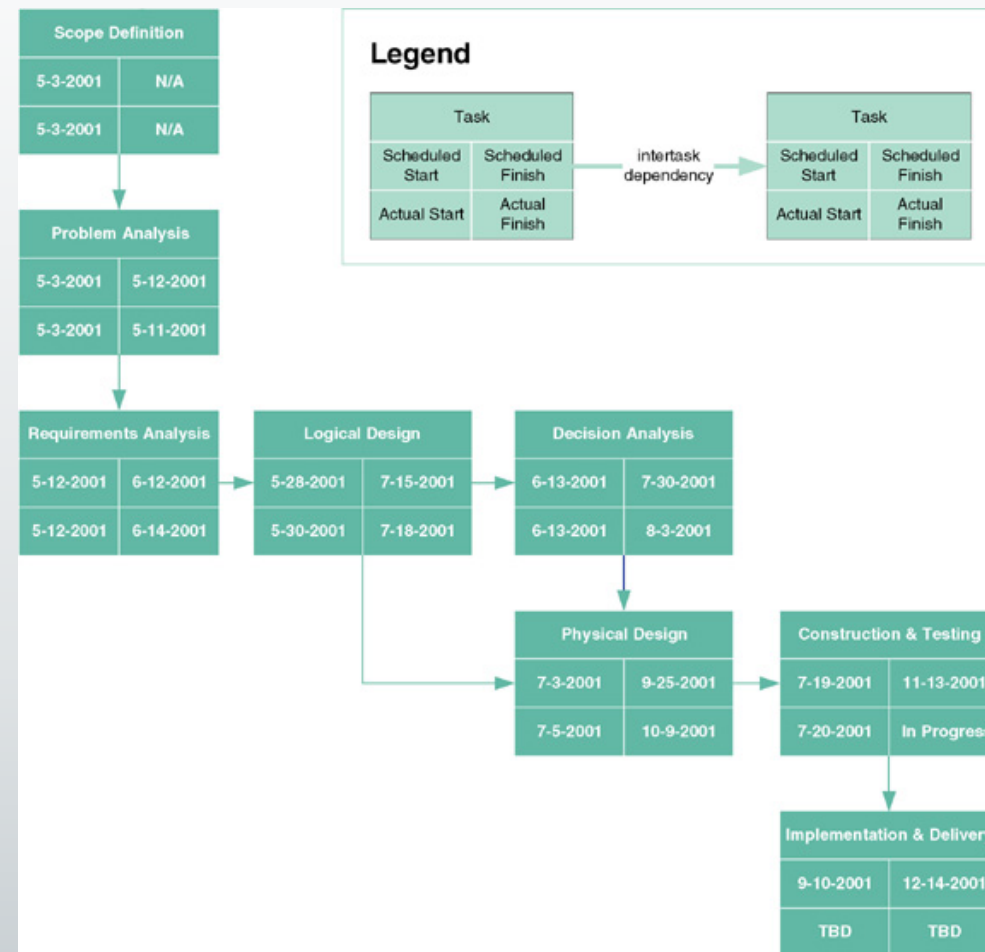 Scope Definition
5-3-2001 N/A
5-3-2001 N/A
Legend
Task
Scheduled Start
Scheduled Finish
Actual Start
Actual Finish
intertask
dependency
Task
Scheduled Start
Scheduled Finish
Actual Start
Actual Finish
Problem Analysis
5-3-2001 5-12-2001
5-3-2001 5-11-2001
Requirements Analysis
5-12-2001 6-12-2001
5-12-2001 6-14-2001
Logical Design
5-28-2001 7-15-2001
5-30-2001 7-18-2001
Decision Analysis
6-13-2001 7-30-2001
6-13-2001 8-3-2001
Physical Design
7-3-2001 9-25-2001
7-5-2001 10-9-2001
Construction & Testing
7-19-2001 11-13-2001
7-20-2001 In Progres
Implementation & Deliver
9-10-2001 12-14-2001
TBD TBD